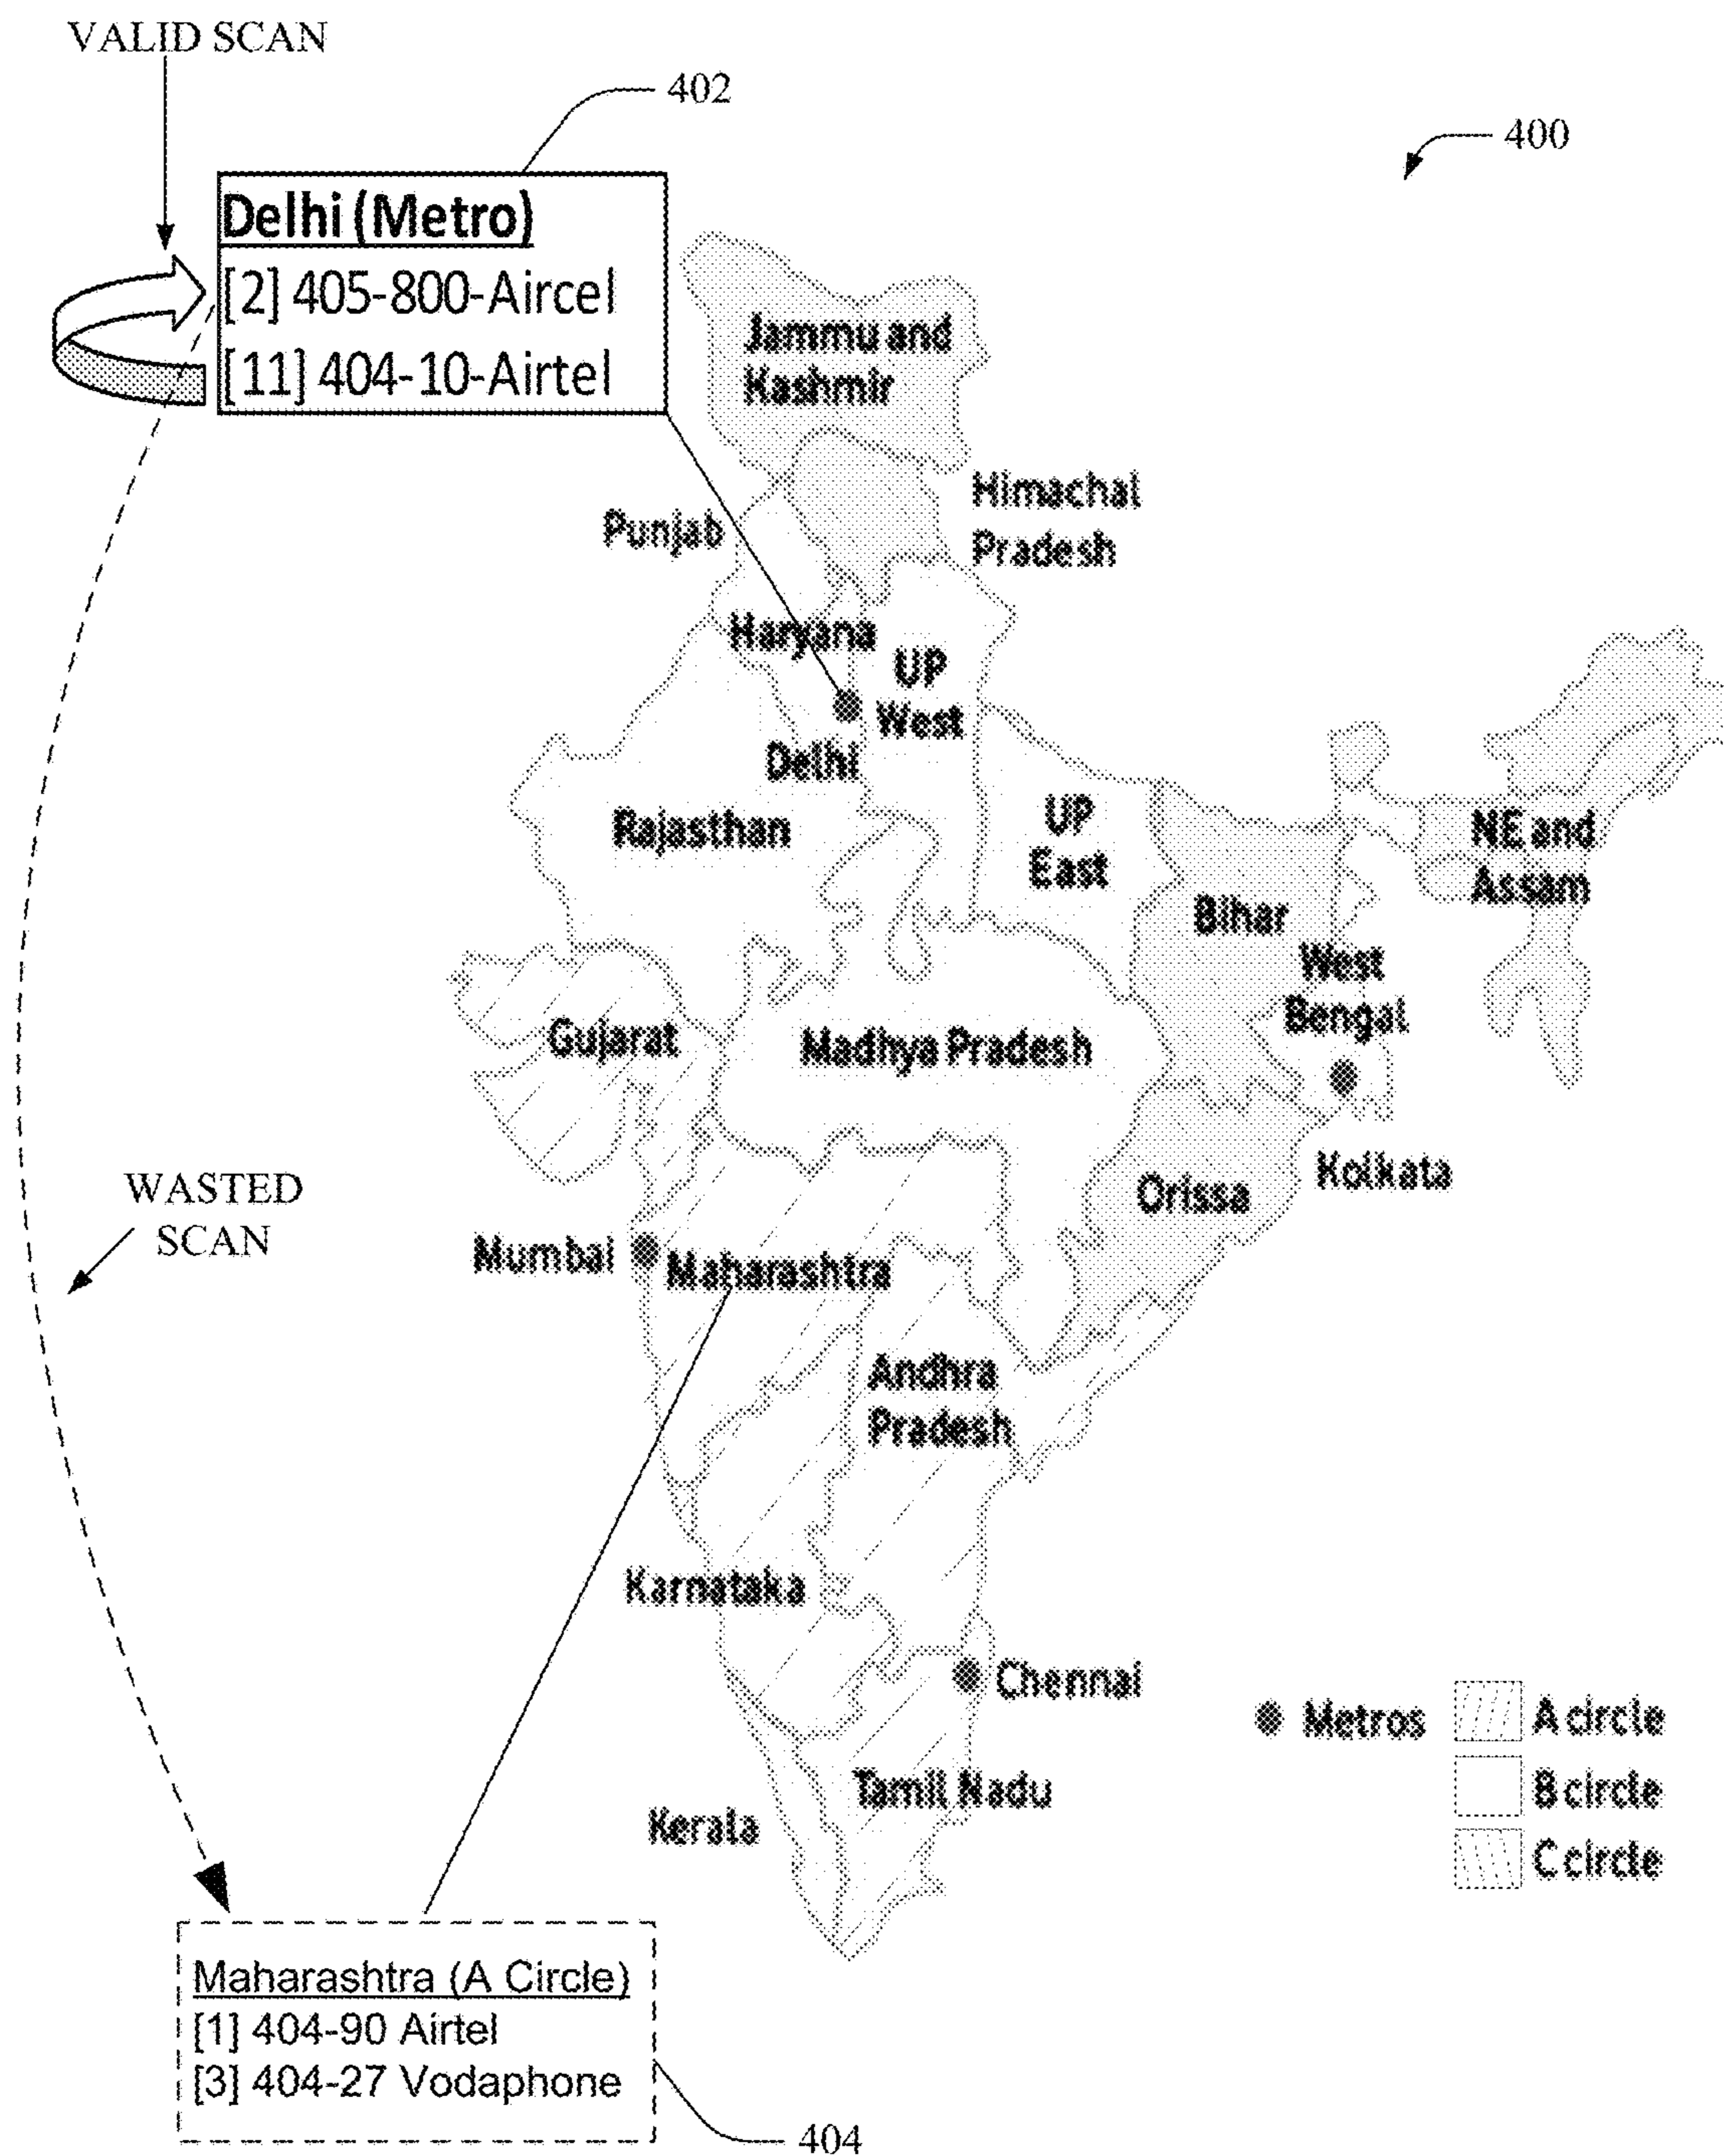 VALID SCAN
402
400
Delhi (Metro)
[2] 405-800-Aircel
[11] 404-10-Airtel
Jammu and
Kashmir
Himachal
Pradesh
Punjab
Haryana
UP
West
Delhi
Rajasthan
UP
East
NE and
Assam
Bihar
West
Bengal
Gujarat
Madhya Pradesh
Kolkata
Orissa
WASTED
SCAN
Mumbai
Maharashtra
Andhra
Pradesh
Karnataka
Chennai
Metros
A circle
B circle
C circle
Tamil Nadu
Kerala
Maharashtra (A Circle)
[1] 404-90 Airtel
[3] 404-27 Vodaphone
404